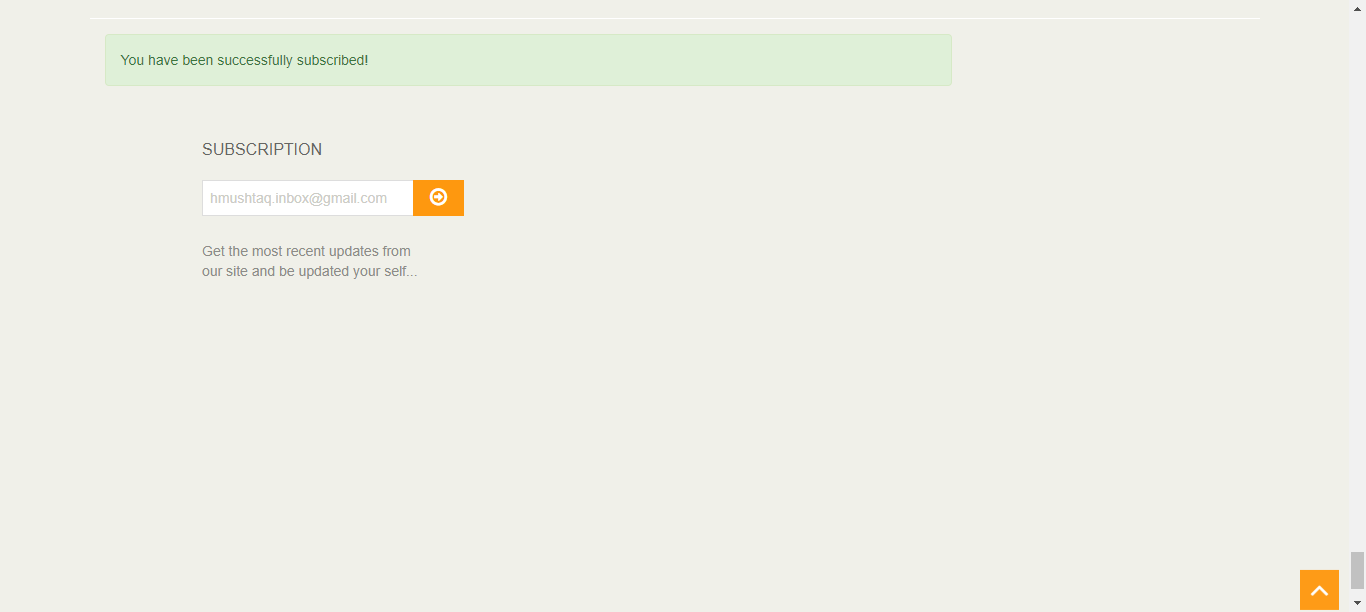 You have been successfully subscribed!
SUBSCRIPTION
hmushtaq.inbox@gmail.com
Get the most recent updates from
our site and be updated your self...